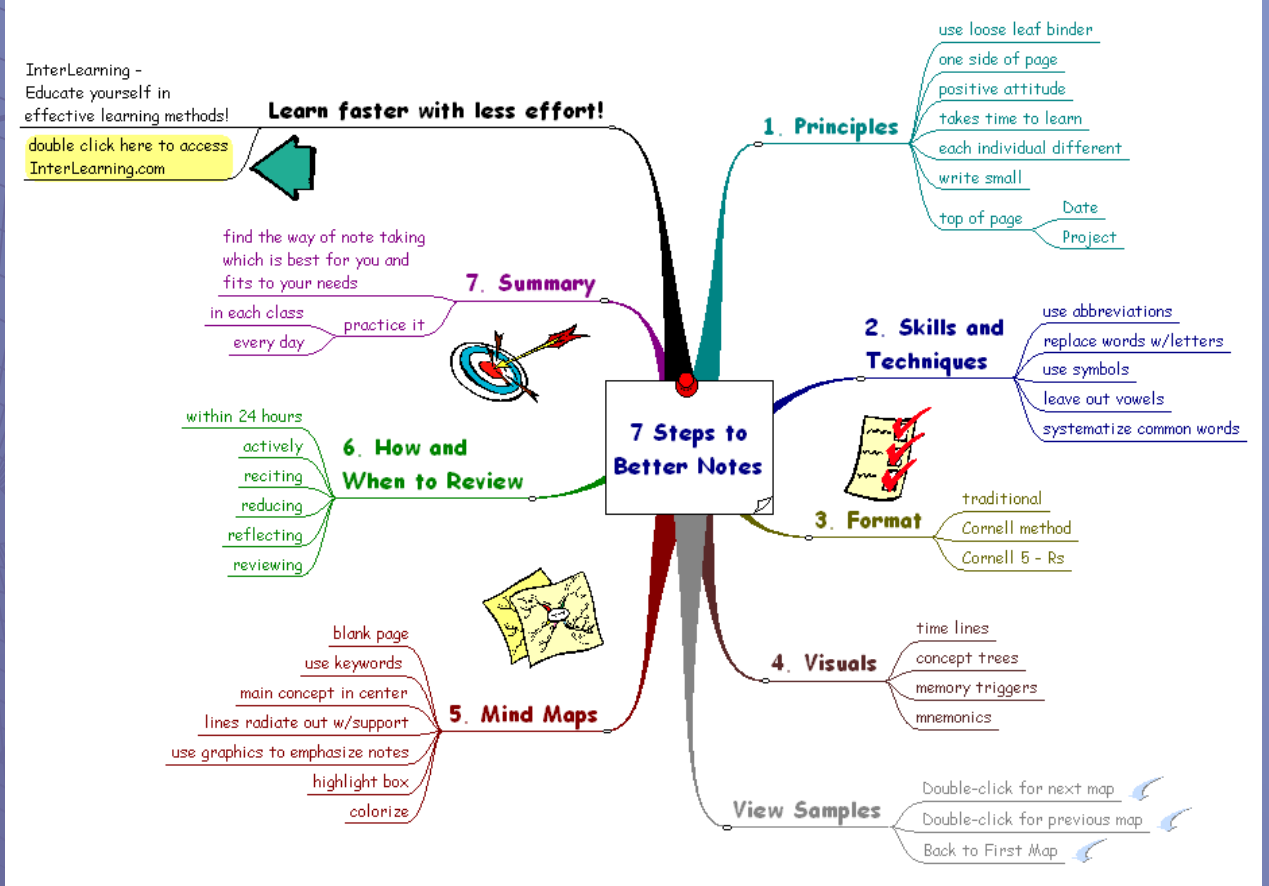 7 Steps to
Better Notes
Learn faster with less effort!
InterLearning -
Educate yourself in
effective learning methods!
double click here to access
InterLearning.com
1. Principles
use loose leaf binder
one side of page
positive attitude
takes time to learn
each individual different
write small
top of page
Date
Project
2. Skills and
Techniques
use abbreviations
replace words w/letters
use symbols
leave out vowels
systematize common words
3. Format
traditional
Cornell method
Cornell 5 - Rs
4. Visuals
time lines
concept trees
memory triggers
mnemonics
View Samples
Double-click for next map
Double-click for previous map
Back to First Map
5. Mind Maps
blank page
use keywords
main concept in center
lines radiate out w/support
use graphics to emphasize notes
highlight box
colorize
6. How and
When to Review
within 24 hours
actively
reciting
reducing
reflecting
reviewing
7. Summary
find the way of note taking
which is best for you and
fits to your needs
practice it
in each class
every day